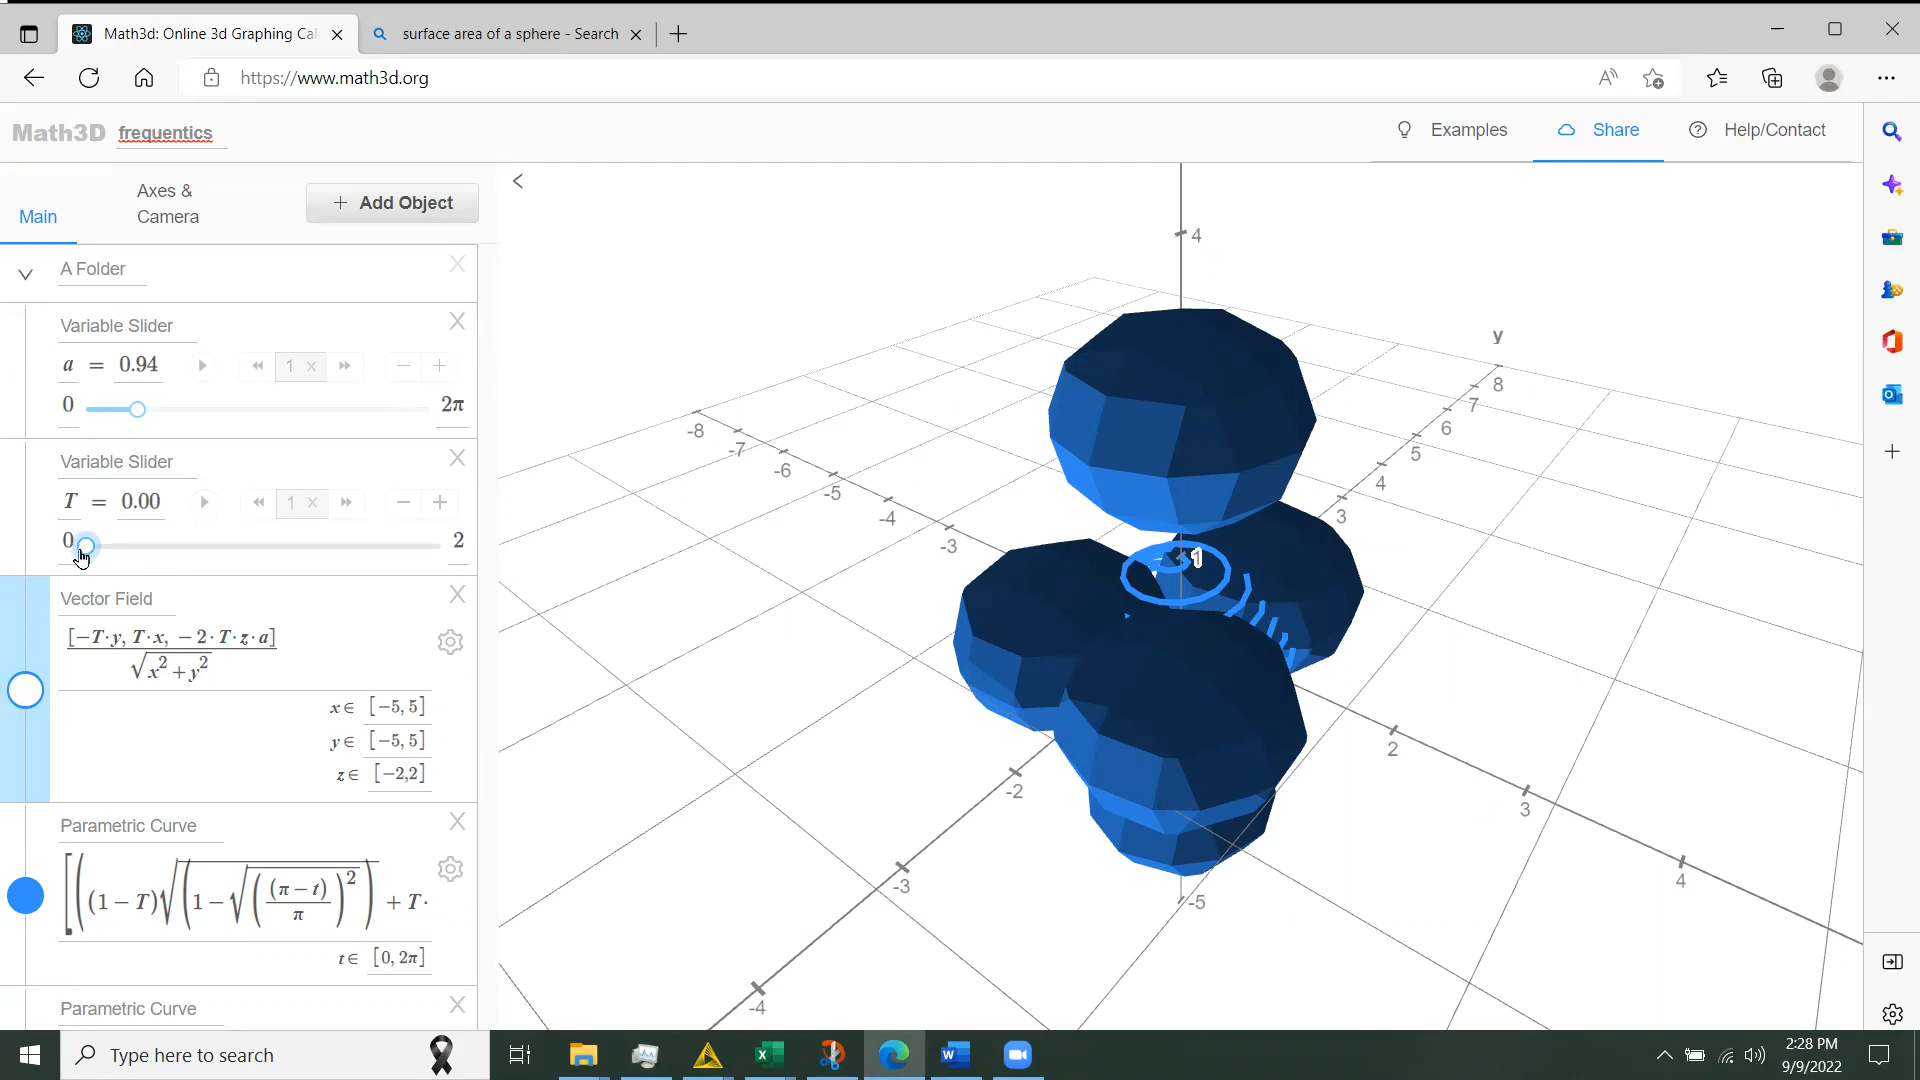 Math3d: Online 3d Graphing Cal
surface area of a sphere - Search
https://www.math3d.org
Math3D frequentics
Examples Share Help/Contact
Main
Axes &
Camera
+ Add Object
A Folder X
Variable Slider X
a = 0.94 1 x
0 2π
Variable Slider X
T = 0.00 1 x
0 2
Vector Field X
[−T·y, T·x, −2·T·z·a]
√x²+y²
x∈ [−5,5]
y∈ [−5,5]
z∈ [−2,2]
Parametric Curve X
[(((1−T)√(1−√(((π−t)/π)²)) + T·
t∈ [0,2π]
Parametric Curve X
4
y
8
7
6
5
4
3
-8
-7
-6
-5
-4
-3
1
-2
-3
-4
2
3
4
-5
Type here to search
2:28 PM
9/9/2022